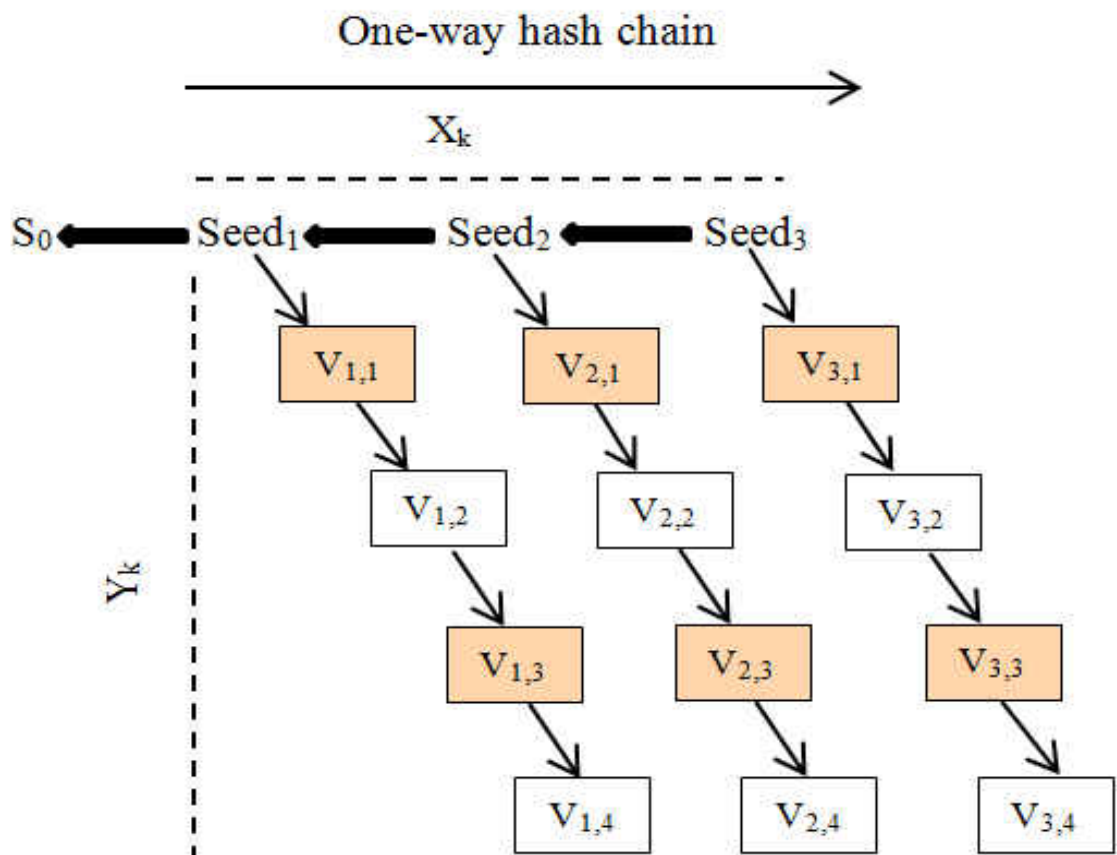 One-way hash chain
Xₖ
S₀ Seed₁ Seed₂ Seed₃
V₁,₁ V₂,₁ V₃,₁
V₁,₂ V₂,₂ V₃,₂
Yₖ
V₁,₃ V₂,₃ V₃,₃
V₁,₄ V₂,₄ V₃,₄